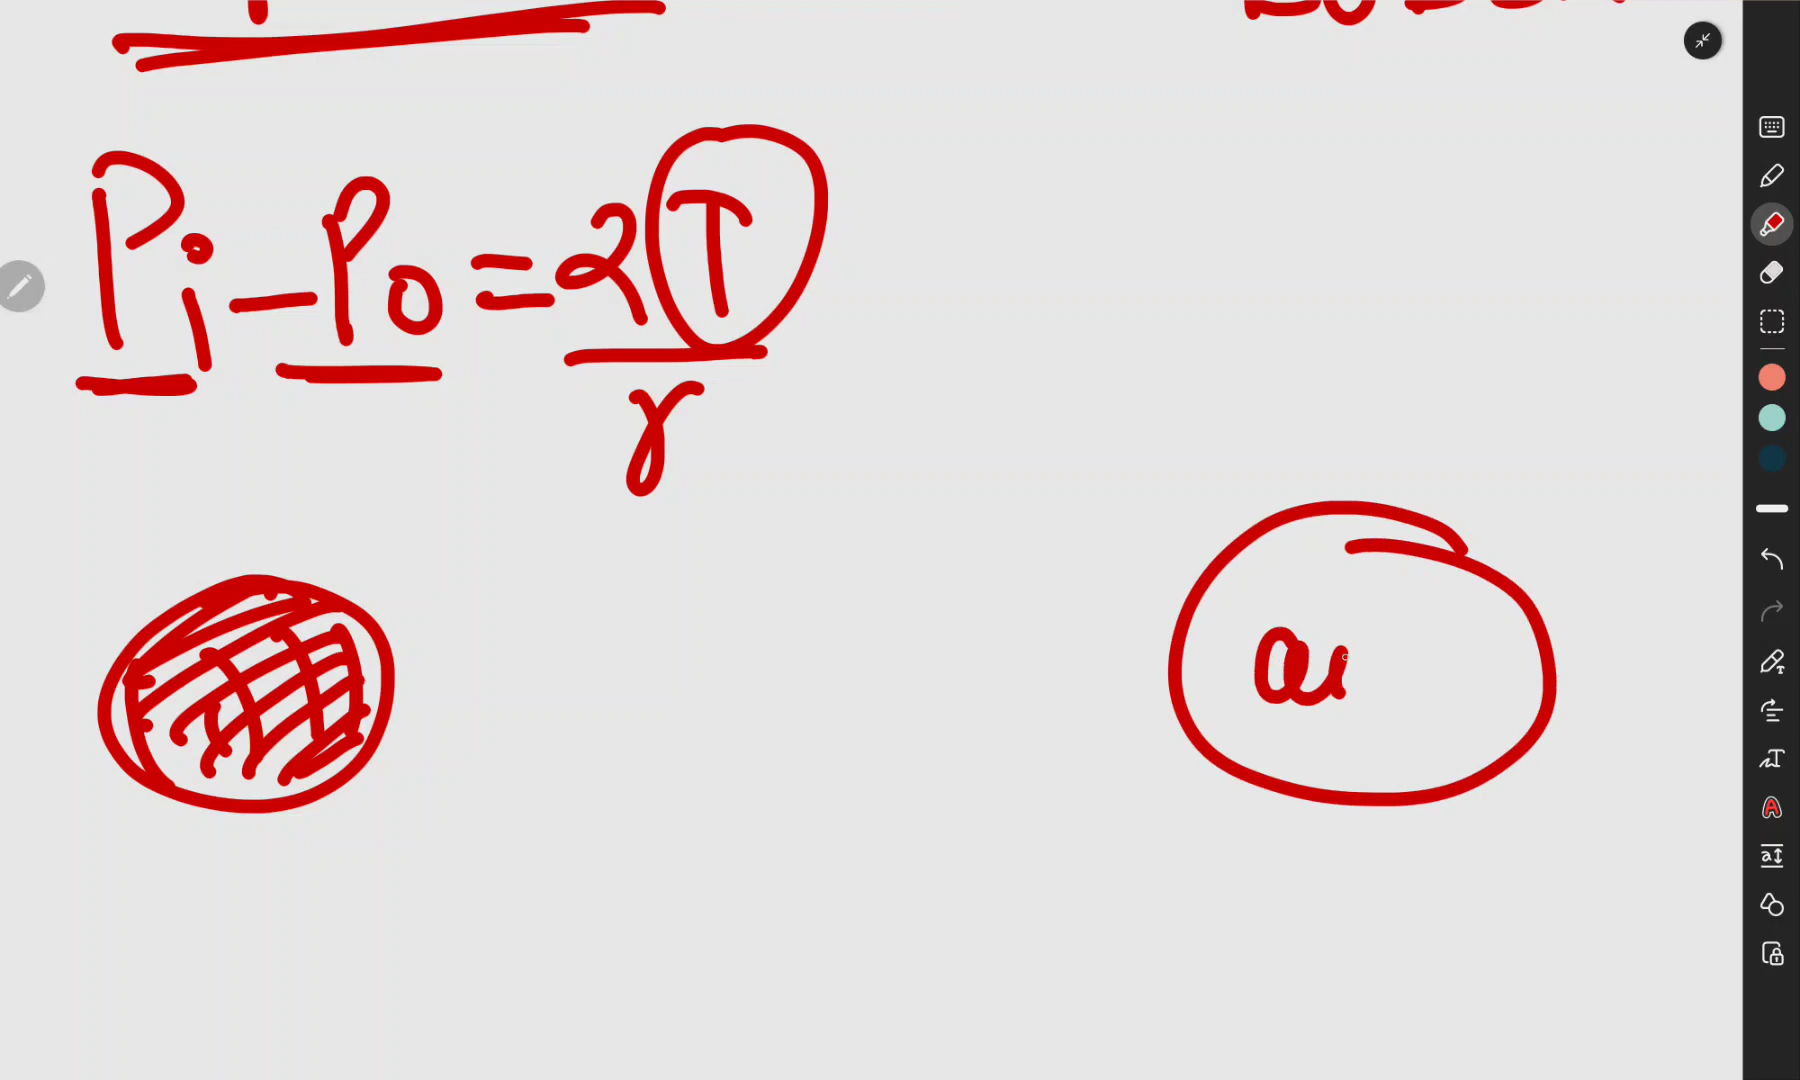 Pi - Po = 2T
r
ai